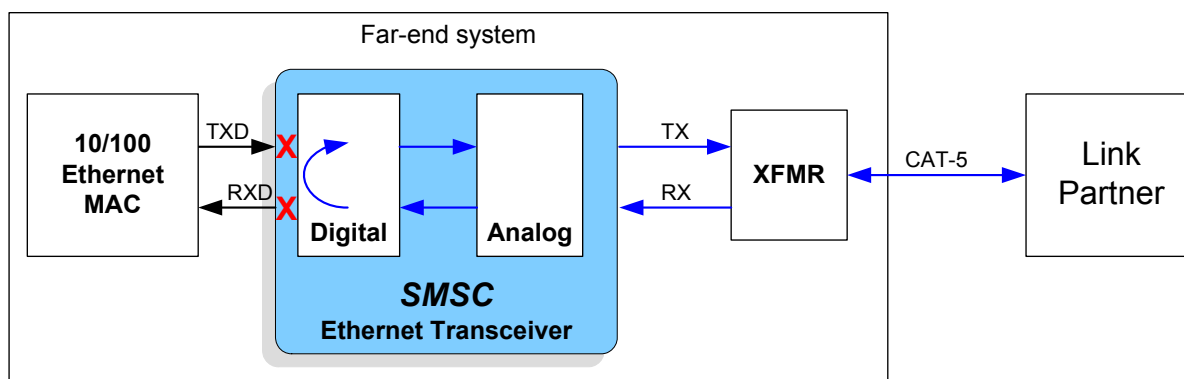 Far-end system
10/100
Ethernet
MAC
TXD
RXD
X
X
Digital
Analog
SMSC
Ethernet Transceiver
TX
RX
XFMR
CAT-5
Link
Partner